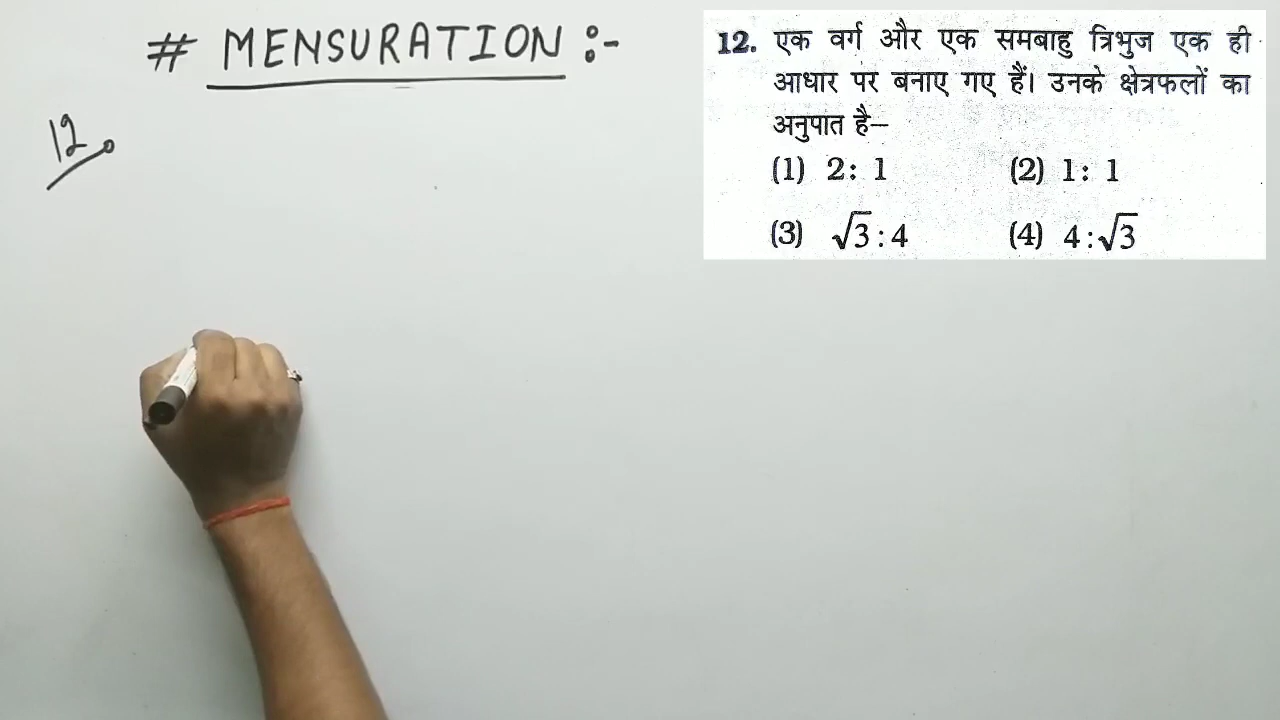 # MENSURATION :-
12.
12. एक वर्ग और एक समबाहु त्रिभुज एक ही
आधार पर बनाए गए हैं। उनके क्षेत्रफलों का
अनुपात है–
(1) 2: 1 (2) 1: 1
(3) √3 : 4 (4) 4:√3